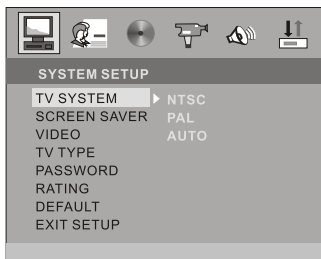 SYSTEM SETUP
TV SYSTEM NTSC
SCREEN SAVER PAL
VIDEO AUTO
TV TYPE
PASSWORD
RATING
DEFAULT
EXIT SETUP